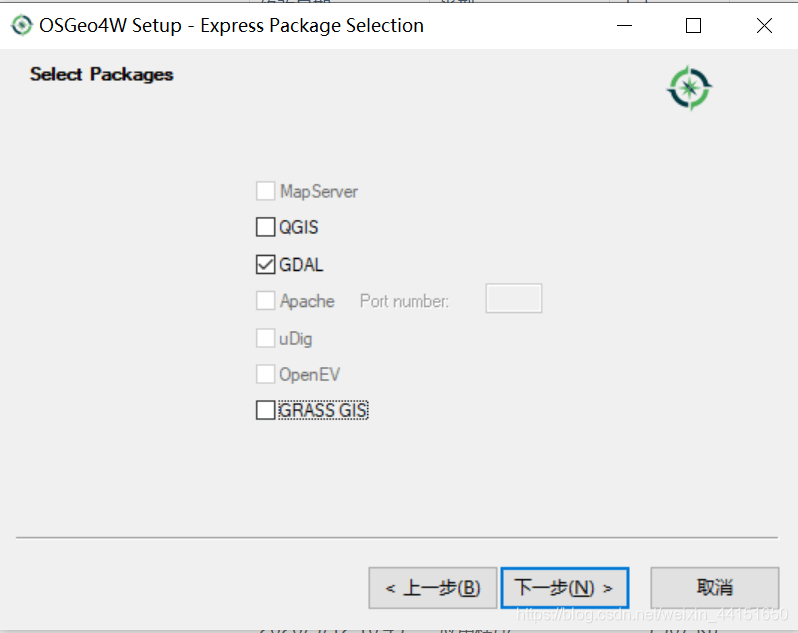 OSGeo4W Setup - Express Package Selection
Select Packages
MapServer
QGIS
GDAL
Apache Port number:
uDig
OpenEV
GRASS GIS
< 上一步(B) 下一步(N) > 取消
https://blog.csdn.net/weixin_44151650